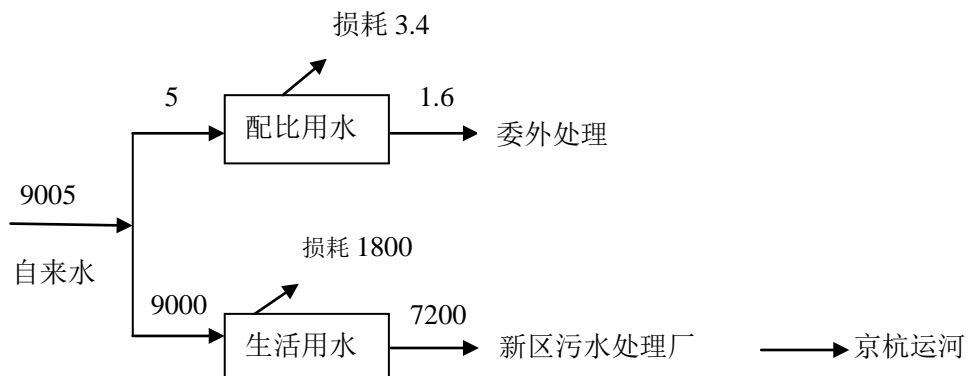 损耗 3.4
5
1.6
配比用水
委外处理
9005
自来水
损耗 1800
9000
7200
生活用水
新区污水处理厂
京杭运河